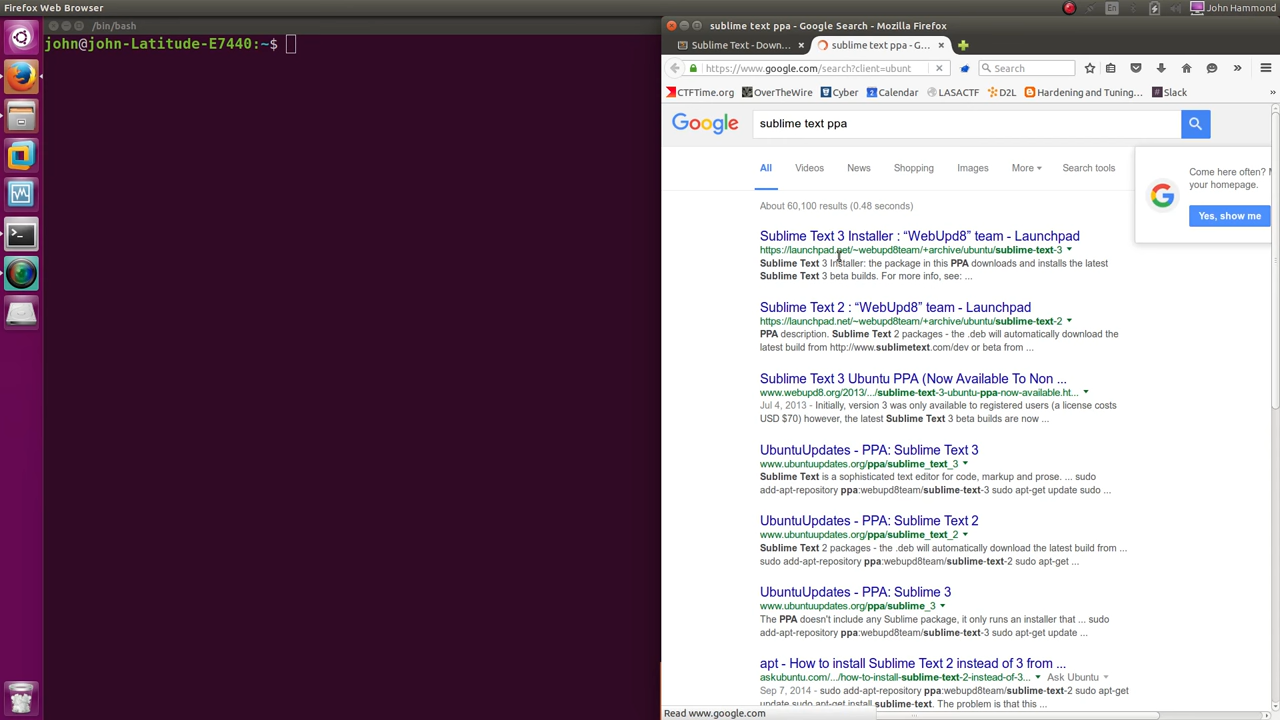 Firefox Web Browser
En
John Hammond
/bin/bash
john@john-Latitude-E7440:~$
sublime text ppa - Google Search - Mozilla Firefox
Sublime Text - Down...
sublime text ppa - G...
https://www.google.com/search?client=ubunt
Search
CTFTime.org
OverTheWire
Cyber
Calendar
LASACTF
D2L
Hardening and Tuning...
Slack
Google
sublime text ppa
All
Videos
News
Shopping
Images
More
Search tools
Come here often?
your homepage.
Yes, show me
About 60,100 results (0.48 seconds)
Sublime Text 3 Installer : “WebUpd8” team - Launchpad
https://launchpad.net/~webupd8team/+archive/ubuntu/sublime-text-3
Sublime Text 3 Installer: the package in this PPA downloads and installs the latest
Sublime Text 3 beta builds. For more info, see: ...
Sublime Text 2 : “WebUpd8” team - Launchpad
https://launchpad.net/~webupd8team/+archive/ubuntu/sublime-text-2
PPA description. Sublime Text 2 packages - the .deb will automatically download the
latest build from http://www.sublimetext.com/dev or beta from ...
Sublime Text 3 Ubuntu PPA (Now Available To Non ...
www.webupd8.org/2013/.../sublime-text-3-ubuntu-ppa-now-available.ht...
Jul 4, 2013 - Initially, version 3 was only available to registered users (a license costs
USD $70) however, the latest Sublime Text 3 beta builds are now ...
UbuntuUpdates - PPA: Sublime Text 3
www.ubuntuupdates.org/ppa/sublime_text_3
Sublime Text is a sophisticated text editor for code, markup and prose. ... sudo
add-apt-repository ppa:webupd8team/sublime-text-3 sudo apt-get update sudo ...
UbuntuUpdates - PPA: Sublime Text 2
www.ubuntuupdates.org/ppa/sublime_text_2
Sublime Text 2 packages - the .deb will automatically download the latest build from ...
sudo add-apt-repository ppa:webupd8team/sublime-text-2 sudo apt-get ...
UbuntuUpdates - PPA: Sublime 3
www.ubuntuupdates.org/ppa/sublime_3
The PPA doesn't include any Sublime package, it only runs an installer that ... sudo
add-apt-repository ppa:webupd8team/sublime-text-3 sudo apt-get update ...
apt - How to install Sublime Text 2 instead of 3 from ...
askubuntu.com/.../how-to-install-sublime-text-2-instead-of-3...
Ask Ubuntu
Sep 7, 2014 - sudo add-apt-repository ppa:webupd8team/sublime-text-2 sudo apt-get
update sudo apt-get install sublime-text. The problem is that this ...
Read www.google.com